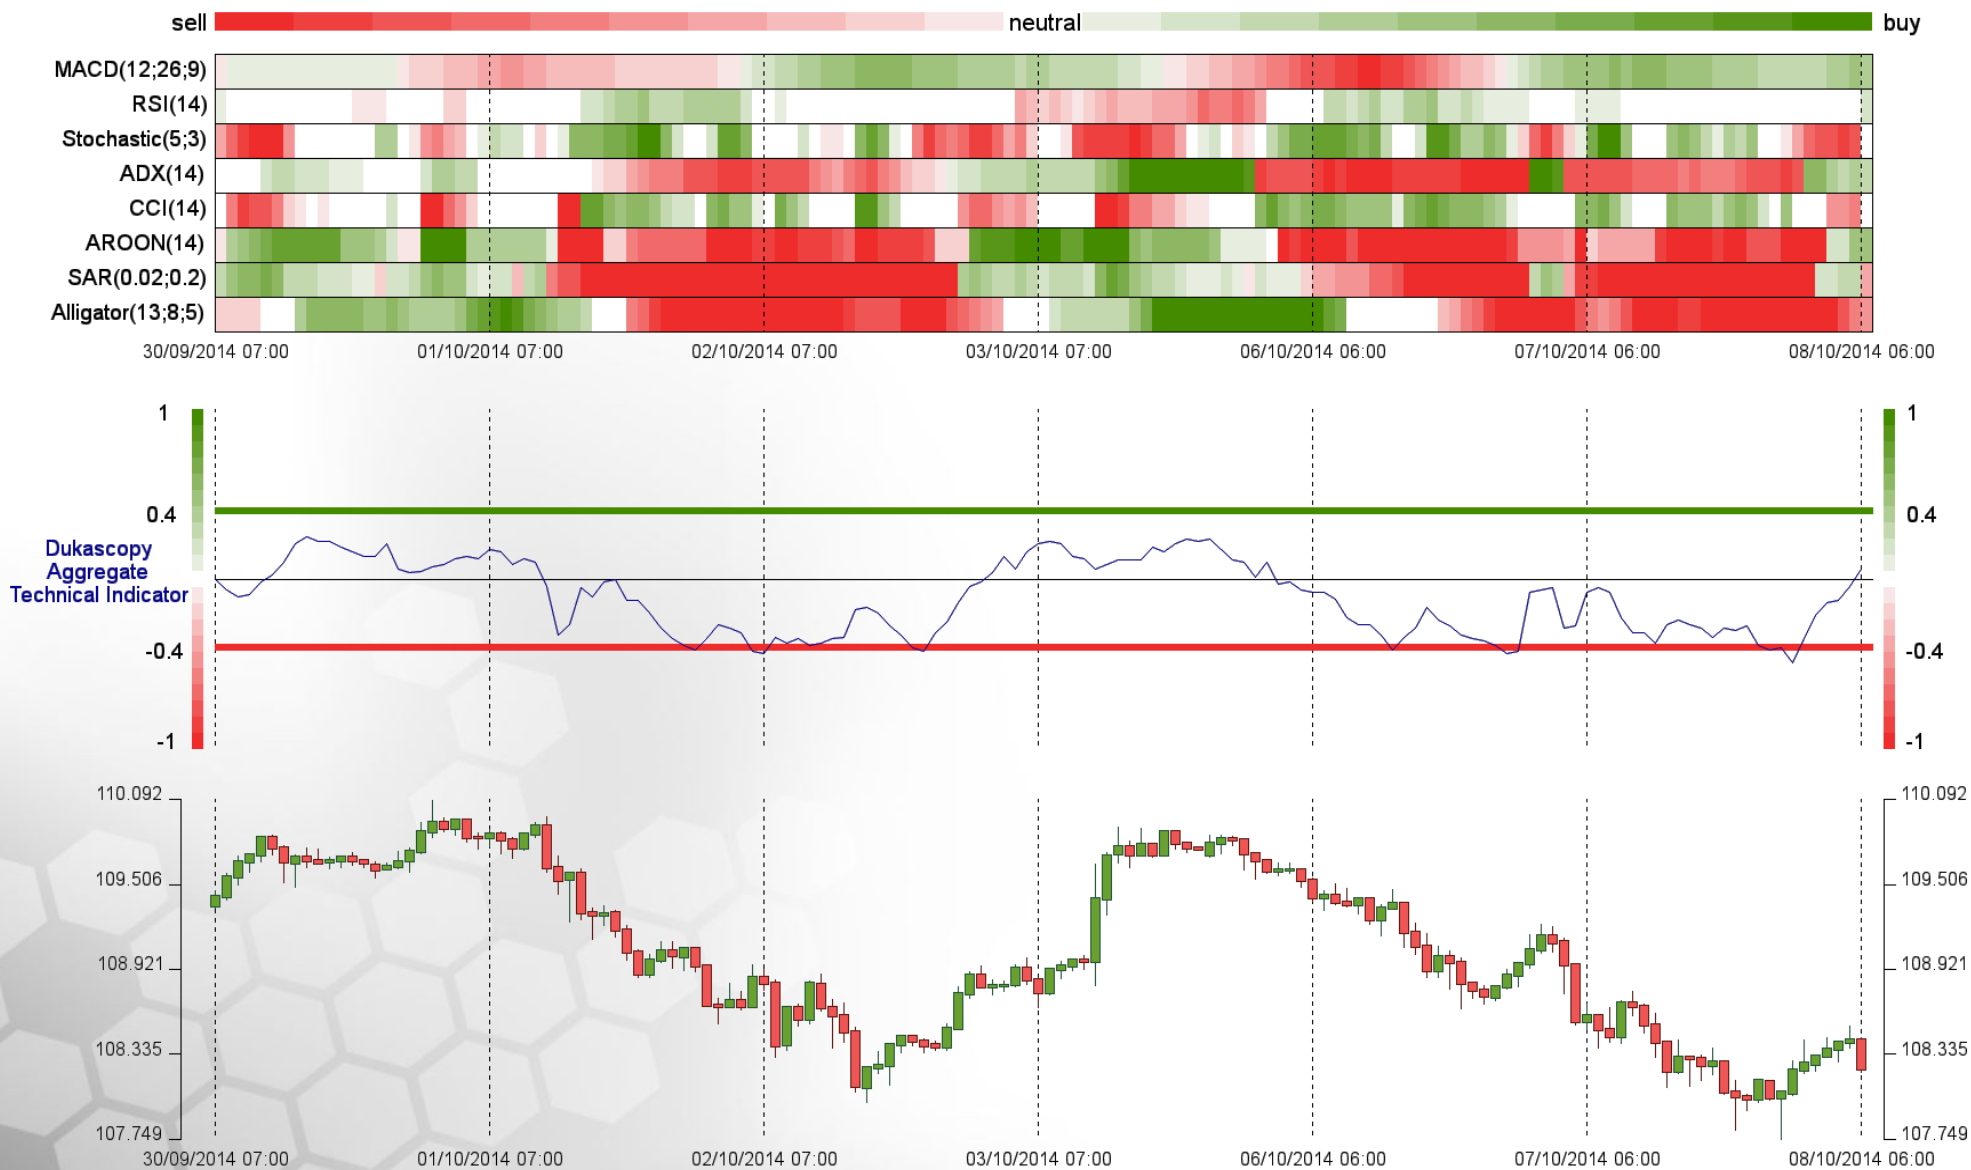 sell neutral buy
MACD(12;26;9)
RSI(14)
Stochastic(5;3)
ADX(14)
CCI(14)
AROON(14)
SAR(0.02;0.2)
Alligator(13;8;5)
30/09/2014 07:00 01/10/2014 07:00 02/10/2014 07:00 03/10/2014 07:00 06/10/2014 06:00 07/10/2014 06:00 08/10/2014 06:00
1 1
0.4 0.4
Dukascopy
Aggregate
Technical Indicator
-0.4 -0.4
-1 -1
110.092 110.092
109.506 109.506
108.921 108.921
108.335 108.335
107.749 107.749
30/09/2014 07:00 01/10/2014 07:00 02/10/2014 07:00 03/10/2014 07:00 06/10/2014 06:00 07/10/2014 06:00 08/10/2014 06:00